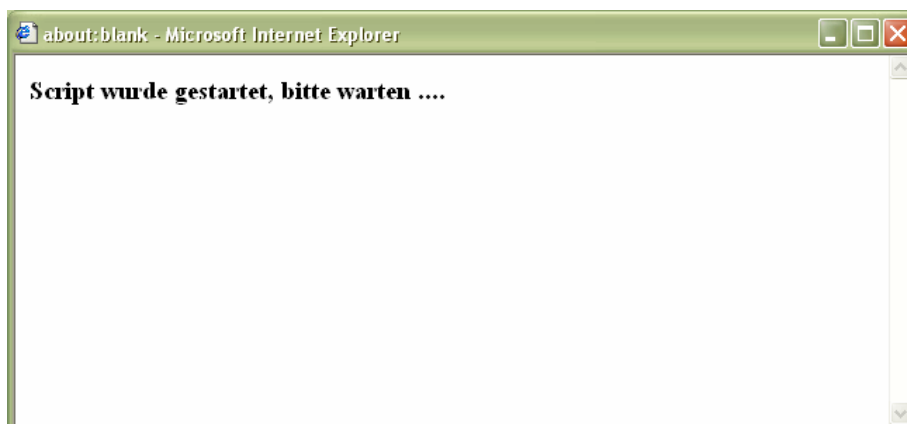 about:blank - Microsoft Internet Explorer
Script wurde gestartet, bitte warten ....